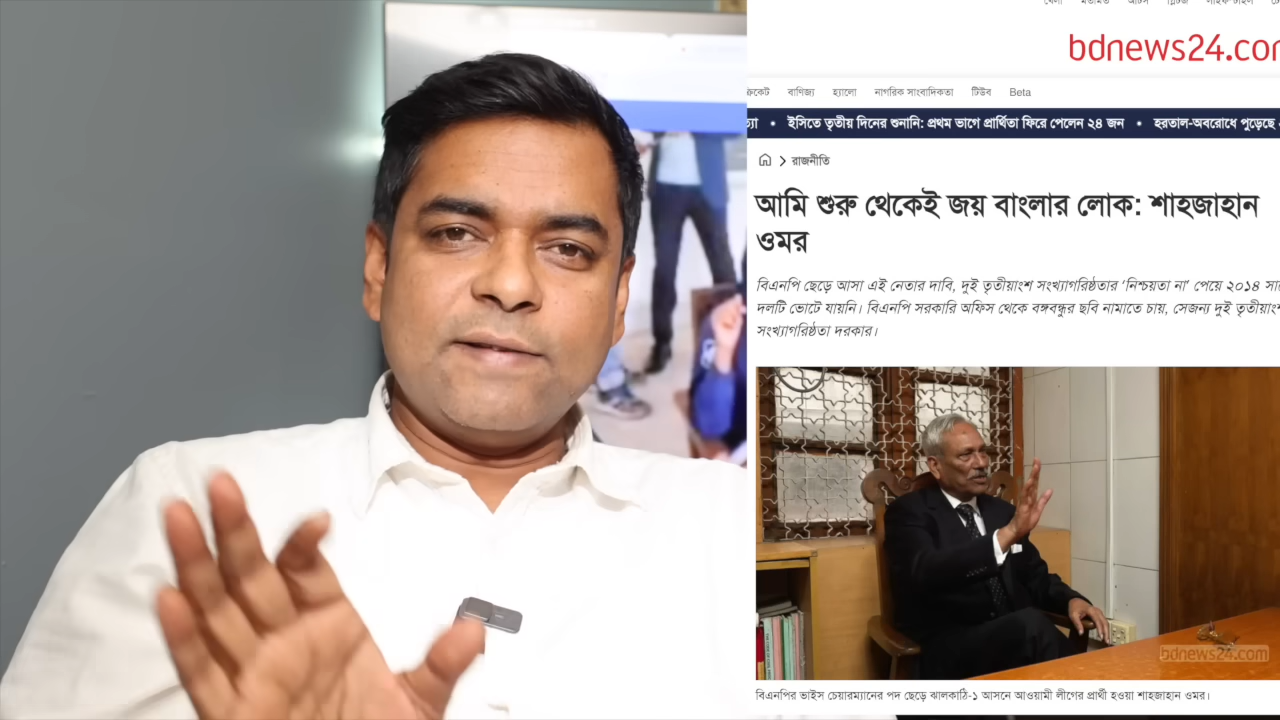 খেলা মতামত
bdnews24.co
বাণিজ্য হ্যালো নাগরিক সাংবাদিকতা টিউব Beta
• ইসিতে তৃতীয় দিনের শুনানি: প্রথম ভাগে প্রার্থিতা ফিরে পেলেন ২৪ জন • হরতাল-অবরোধে পুড়েছে
রাজনীতি
আমি শুরু থেকেই জয় বাংলার লোক: শাহজাহান
ওমর
বিএনপি ছেড়ে আসা এই নেতার দাবি, দুই তৃতীয়াংশ সংখ্যাগরিষ্ঠতার 'নিশ্চয়তা না' পেয়ে ২০১৪
দলটি ভোটে যায়নি। বিএনপি সরকারি অফিস থেকে বঙ্গবন্ধুর ছবি নামাতে চায়, সেজন্য দুই
সংখ্যাগরিষ্ঠতা দরকার।
bdnews24.com
বিএনপির ভাইস চেয়ারম্যানের পদ ছেড়ে ঝালকাঠি-১ আসনে আওয়ামী লীগের প্রার্থী হওয়া শাহজাহান ওমর।